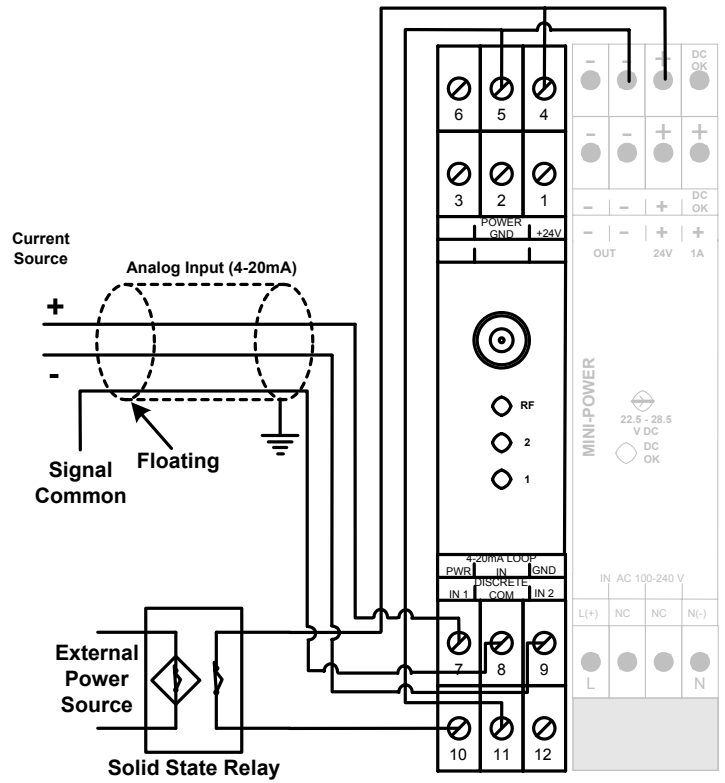 - - + DC OK
6 5 4
- - + +
3 2 1
POWER
GND +24V
- - + DC OK
- - + +
OUT 24V 1A
Current
Source
Analog Input (4-20mA)
+
-
Floating
Signal
Common
RF
2
1
MINI-POWER
22.5 - 28.5
V DC
DC
OK
4-20mA LOOP
PWR IN GND
DISCRETE
IN 1 COM IN 2
IN AC 100-240 V
L(+) NC NC N(-)
7 8 9
L N
10 11 12
External
Power
Source
Solid State Relay